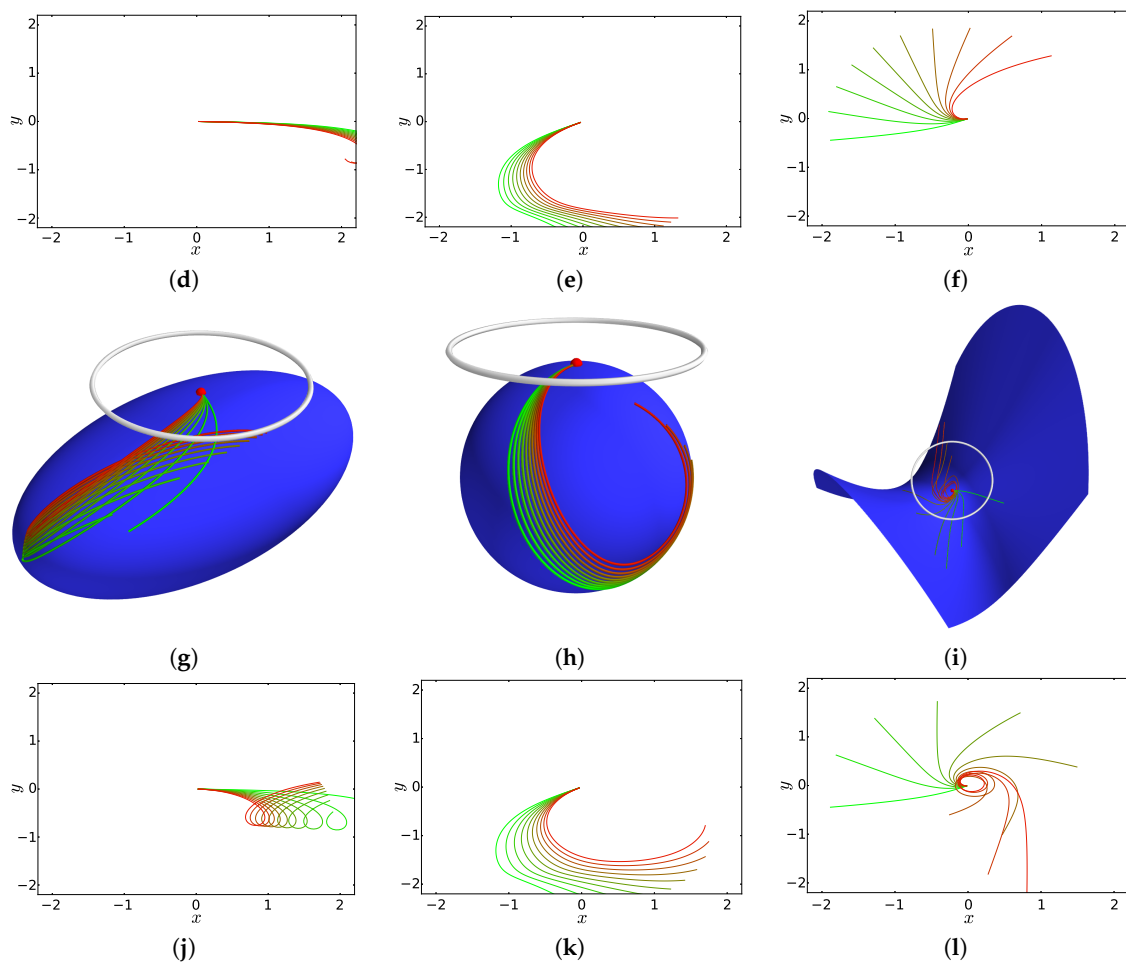 2 2 2
1 1 1
y 0 y 0 y 0
−1 −1 −1
−2 −2 −2
−2 −1 0 1 2 −2 −1 0 1 2 −2 −1 0 1 2
x x x
(d) (e) (f)
(g) (h) (i)
2 2 2
1 1 1
y 0 y 0 y 0
−1 −1 −1
−2 −2 −2
−2 −1 0 1 2 −2 −1 0 1 2 −2 −1 0 1 2
x x x
(j) (k) (l)